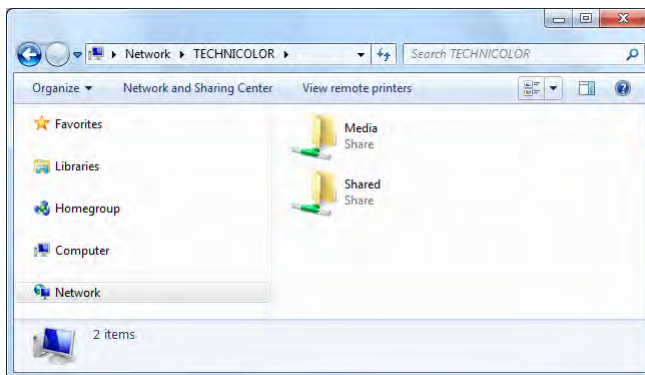 Network TECHNICOLOR
Search TECHNICOLOR
Organize Network and Sharing Center View remote printers
Favorites
Libraries
Homegroup
Computer
Network
Media
Share
Shared
Share
2 items